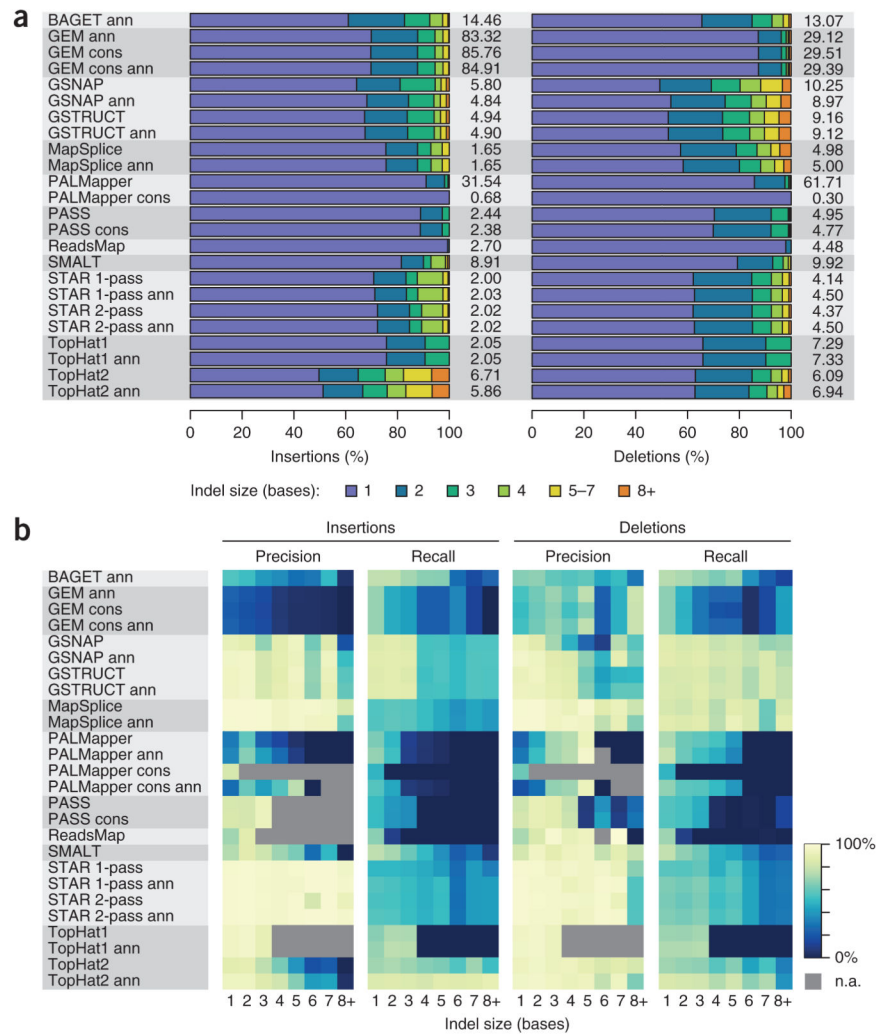 a
BAGET ann 14.46 13.07
GEM ann 83.32 29.12
GEM cons 85.76 29.51
GEM cons ann 84.91 29.39
GSNAP 5.80 10.25
GSNAP ann 4.84 8.97
GSTRUCT 4.94 9.16
GSTRUCT ann 4.90 9.12
MapSplice 1.65 4.98
MapSplice ann 1.65 5.00
PALMapper 31.54 61.71
PALMapper cons 0.68 0.30
PASS 2.44 4.95
PASS cons 2.38 4.77
ReadsMap 2.70 4.48
SMALT 8.91 9.92
STAR 1-pass 2.00 4.14
STAR 1-pass ann 2.03 4.50
STAR 2-pass 2.02 4.37
STAR 2-pass ann 2.02 4.50
TopHat1 2.05 7.29
TopHat1 ann 2.05 7.33
TopHat2 6.71 6.09
TopHat2 ann 5.86 6.94
0 20 40 60 80 100 0 20 40 60 80 100
Insertions (%) Deletions (%)
Indel size (bases): 1 2 3 4 5–7 8+
b
Insertions Deletions
Precision Recall Precision Recall
BAGET ann
GEM ann
GEM cons
GEM cons ann
GSNAP
GSNAP ann
GSTRUCT
GSTRUCT ann
MapSplice
MapSplice ann
PALMapper
PALMapper ann
PALMapper cons
PALMapper cons ann
PASS
PASS cons
ReadsMap
SMALT
STAR 1-pass
STAR 1-pass ann
STAR 2-pass
STAR 2-pass ann
TopHat1
TopHat1 ann
TopHat2
TopHat2 ann
100%
0%
n.a.
1 2 3 4 5 6 7 8+ 1 2 3 4 5 6 7 8+ 1 2 3 4 5 6 7 8+ 1 2 3 4 5 6 7 8+
Indel size (bases)